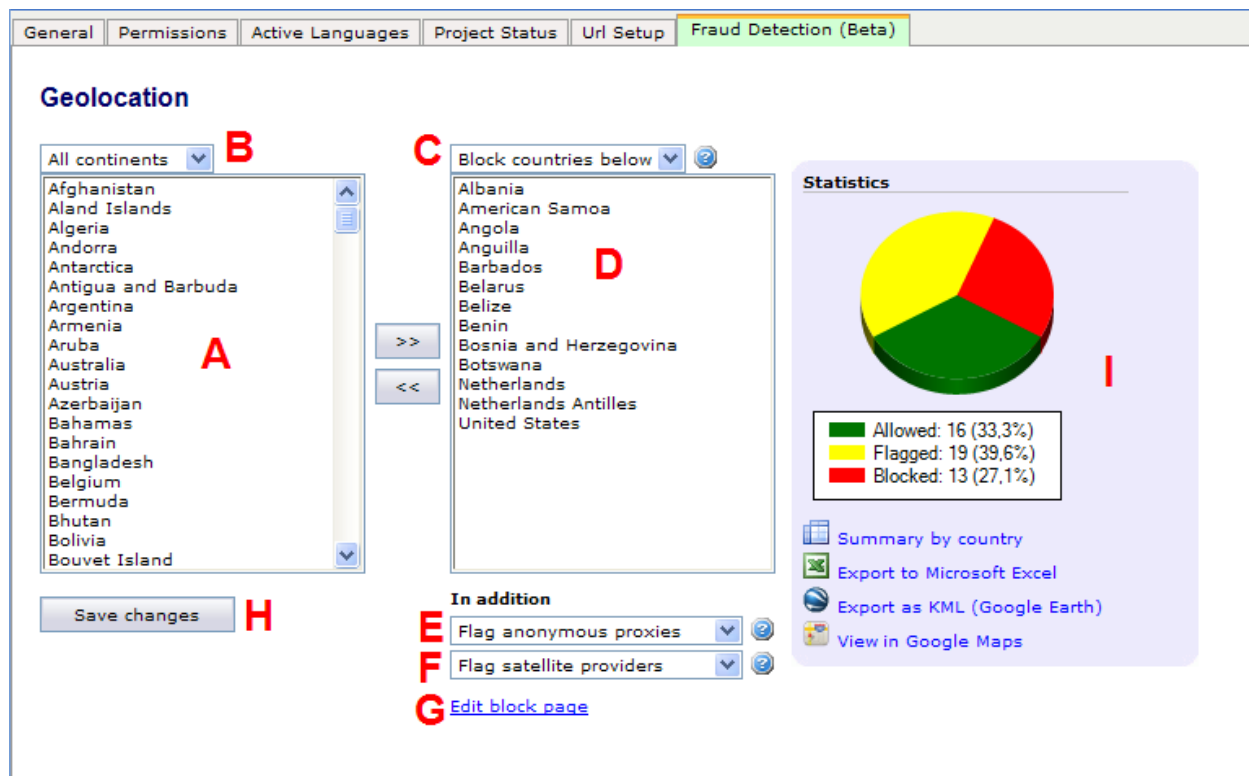 General
Permissions
Active Languages
Project Status
Url Setup
Fraud Detection (Beta)
Geolocation
All continents
B
Afghanistan
Aland Islands
Algeria
Andorra
Antarctica
Antigua and Barbuda
Argentina
Armenia
Aruba
Australia
Austria
Azerbaijan
Bahamas
Bahrain
Bangladesh
Belgium
Bermuda
Bhutan
Bolivia
Bouvet Island
A
Save changes
H
>>
<<
C
Block countries below
Albania
American Samoa
Angola
Anguilla
Barbados
Belarus
Belize
Benin
Bosnia and Herzegovina
Botswana
Netherlands
Netherlands Antilles
United States
D
In addition
E
Flag anonymous proxies
F
Flag satellite providers
G
Edit block page
Statistics
I
Allowed: 16 (33,3%)
Flagged: 19 (39,6%)
Blocked: 13 (27,1%)
Summary by country
Export to Microsoft Excel
Export as KML (Google Earth)
View in Google Maps